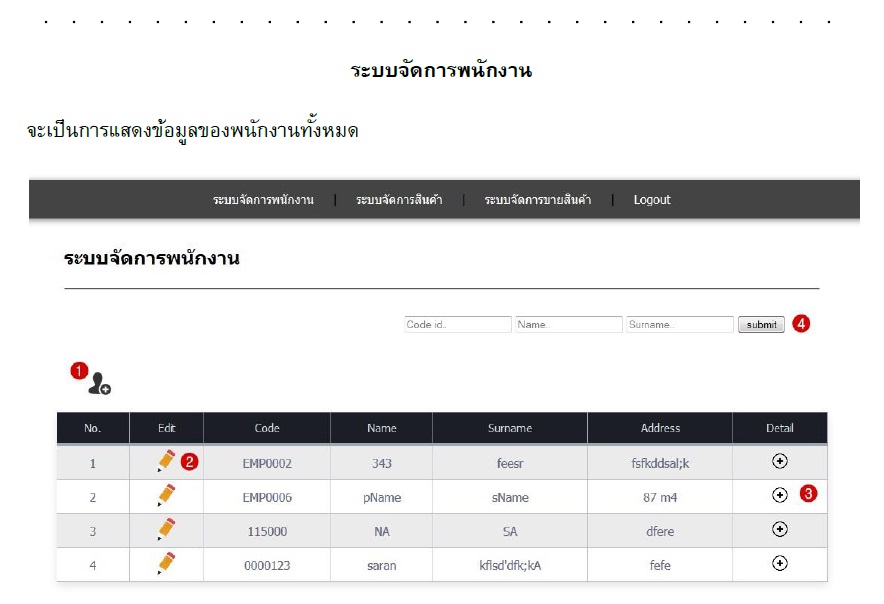 ระบบจัดการพนักงาน
จะเป็นการแสดงข้อมูลของพนักงานทั้งหมด
ระบบจัดการพนักงาน | ระบบจัดการสินค้า | ระบบจัดการขายสินค้า | Logout
ระบบจัดการพนักงาน
Code id.. Name.. Surname.. submit 4
1
No. Edit Code Name Surname Address Detail
1 2 EMP0002 343 feesr fsfkddsal;k
2 EMP0006 pName sName 87 m4 3
3 115000 NA SA dfere
4 0000123 saran kflsd'dfk;kA fefe